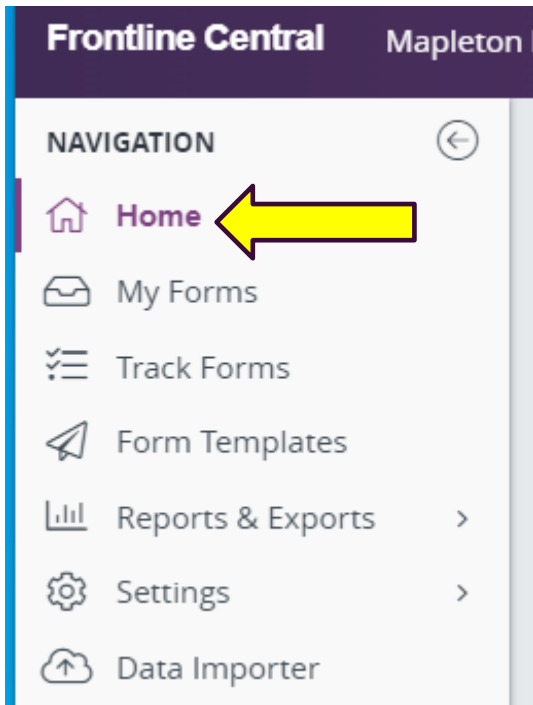 Frontline Central Mapleton
NAVIGATION
Home
My Forms
Track Forms
Form Templates
Reports & Exports
Settings
Data Importer